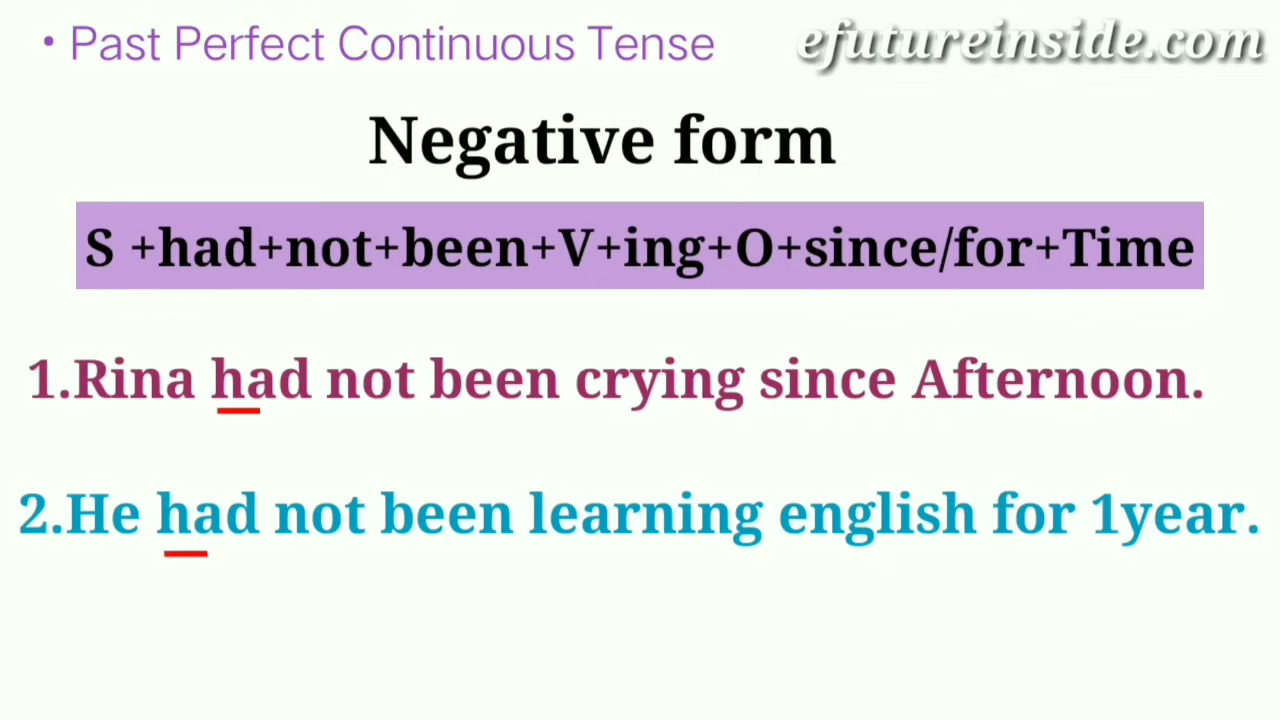 • Past Perfect Continuous Tense
efutureinside.com
Negative form
S +had+not+been+V+ing+O+since/for+Time
1.Rina had not been crying since Afternoon.
2.He had not been learning english for 1year.